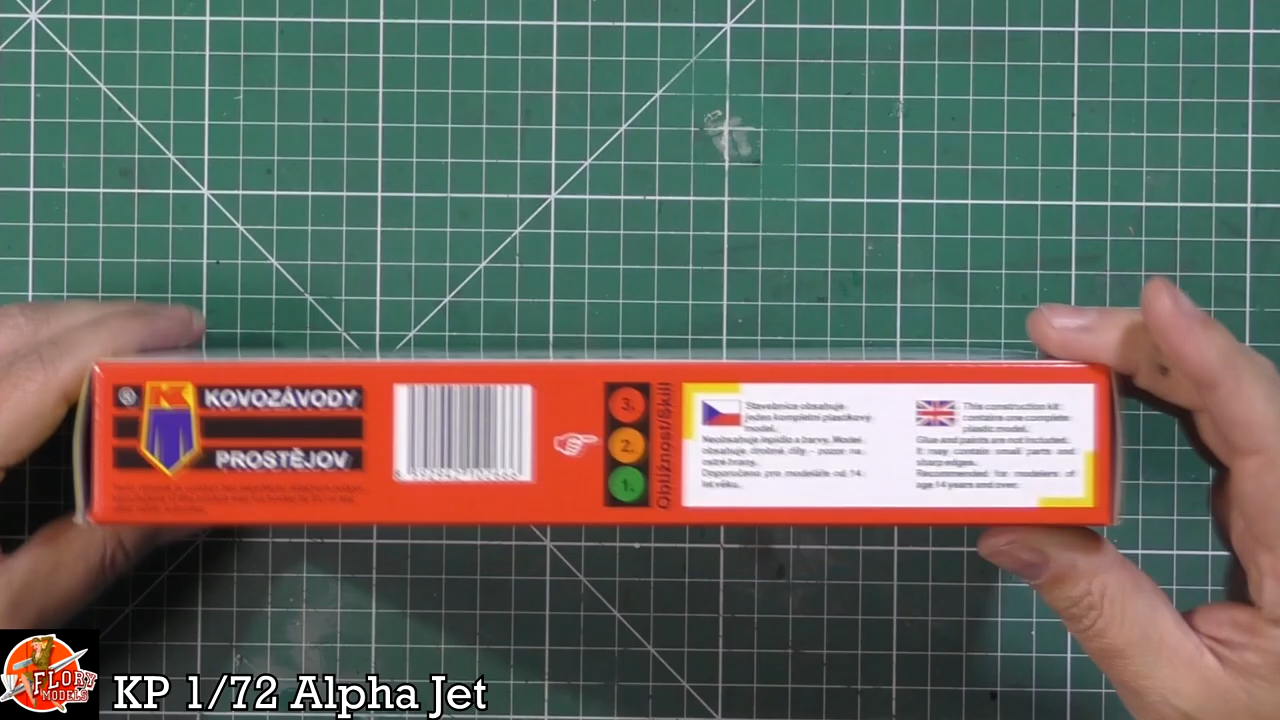 ® KOVOZÁVODY
PROSTĚJOV
3.
2.
1.
Obtížnost/Skill
Stavebnice obsahuje
jeden kompletní plastikový
model.
Neobsahuje lepidlo a barvy. Model
obsahuje drobné díly - pozor na
ostré hrany.
Doporučeno pro modeláře od 14
let věku.
This construction kit
contains one complete
plastic model.
Glue and paints are not included.
It may contain small parts and
sharp edges.
Recommended for modelers of
age 14 years and over.
FLORY
MODELS
KP 1/72 Alpha Jet